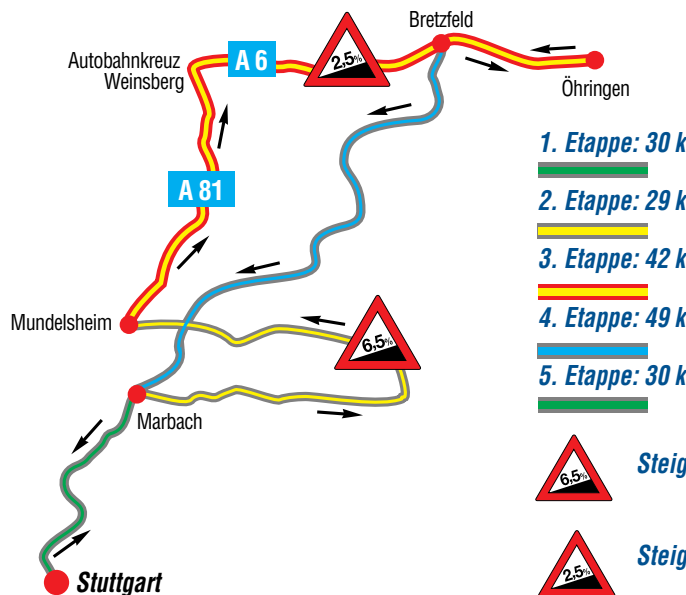 Bretzfeld
Autobahnkreuz
Weinsberg
A 6
2,5%
Öhringen
1. Etappe: 30 k
A 81
2. Etappe: 29 k
3. Etappe: 42 k
Mundelsheim
4. Etappe: 49 k
6,5%
5. Etappe: 30 k
Marbach
6,5%
Steig
2,5%
Steig
Stuttgart